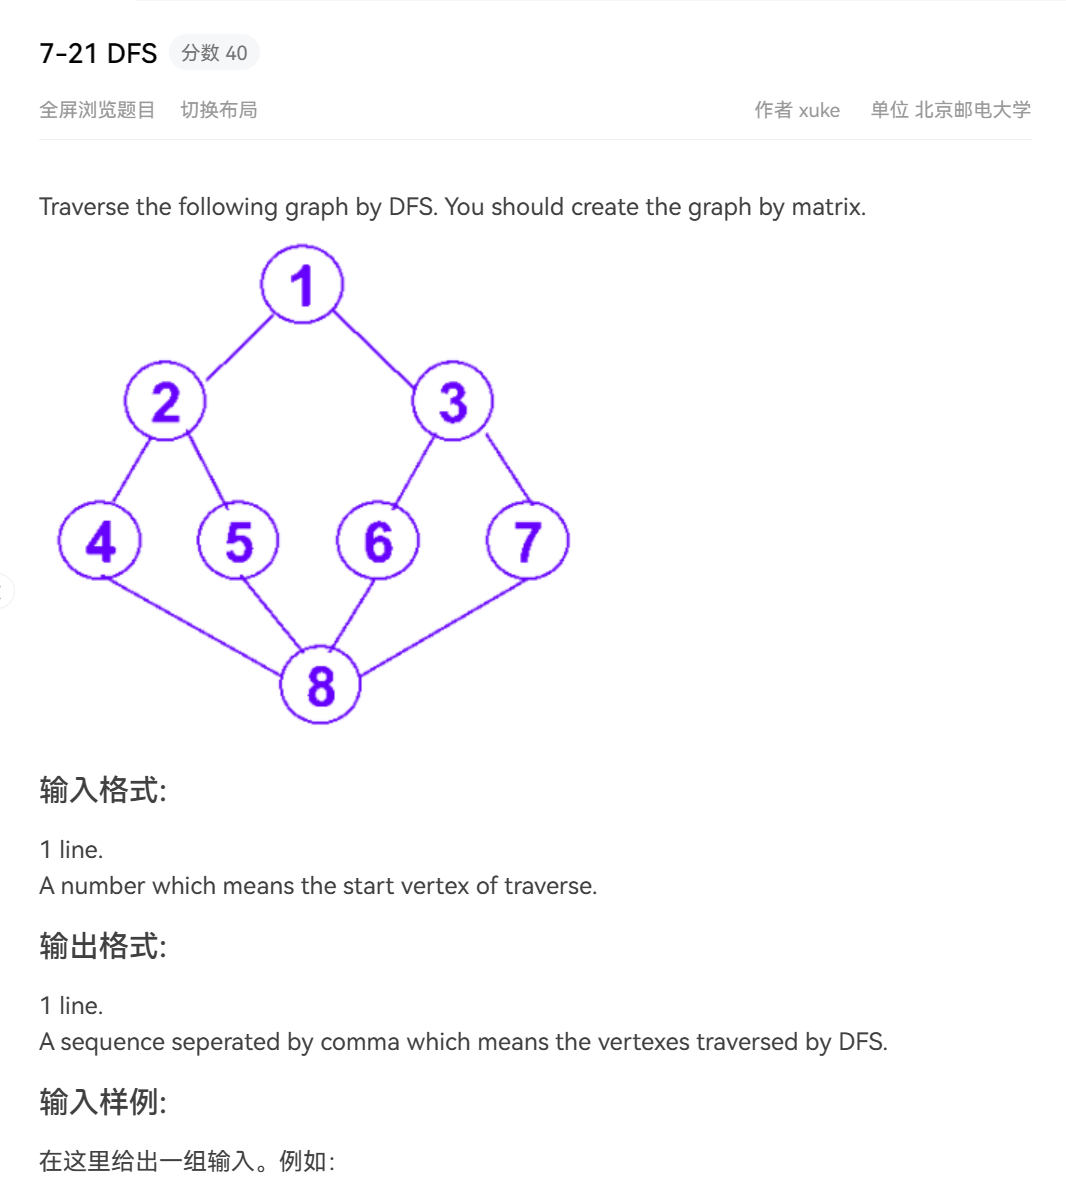 7-21 DFS 分数 40
全屏浏览题目 切换布局 作者 xuke 单位 北京邮电大学
Traverse the following graph by DFS. You should create the graph by matrix.
1
2 3
4 5 6 7
8
输入格式:
1 line.
A number which means the start vertex of traverse.
输出格式:
1 line.
A sequence seperated by comma which means the vertexes traversed by DFS.
输入样例:
在这里给出一组输入。例如：